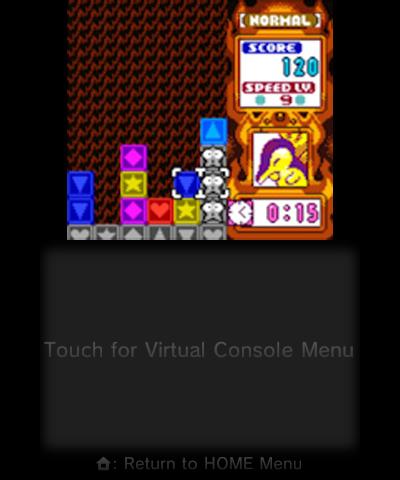 NORMAL
SCORE
120
SPEED LV.
9
0:15
Touch for Virtual Console Menu
: Return to HOME Menu